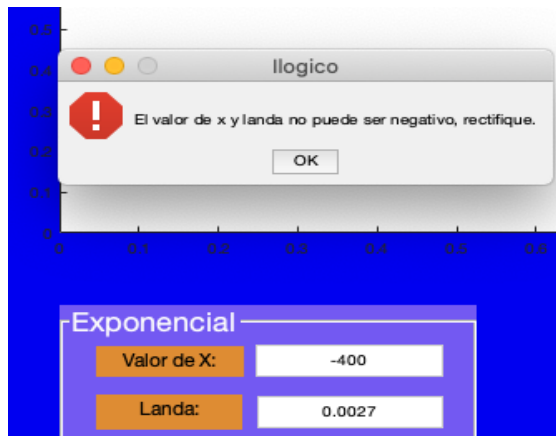 0.5
0.4
Ilogico
0.3
El valor de x y landa no puede ser negativo, rectifique.
0.2
OK
0.1
0
0 0.1 0.2 0.3 0.4 0.5 0.6
Exponencial
Valor de X: -400
Landa: 0.0027